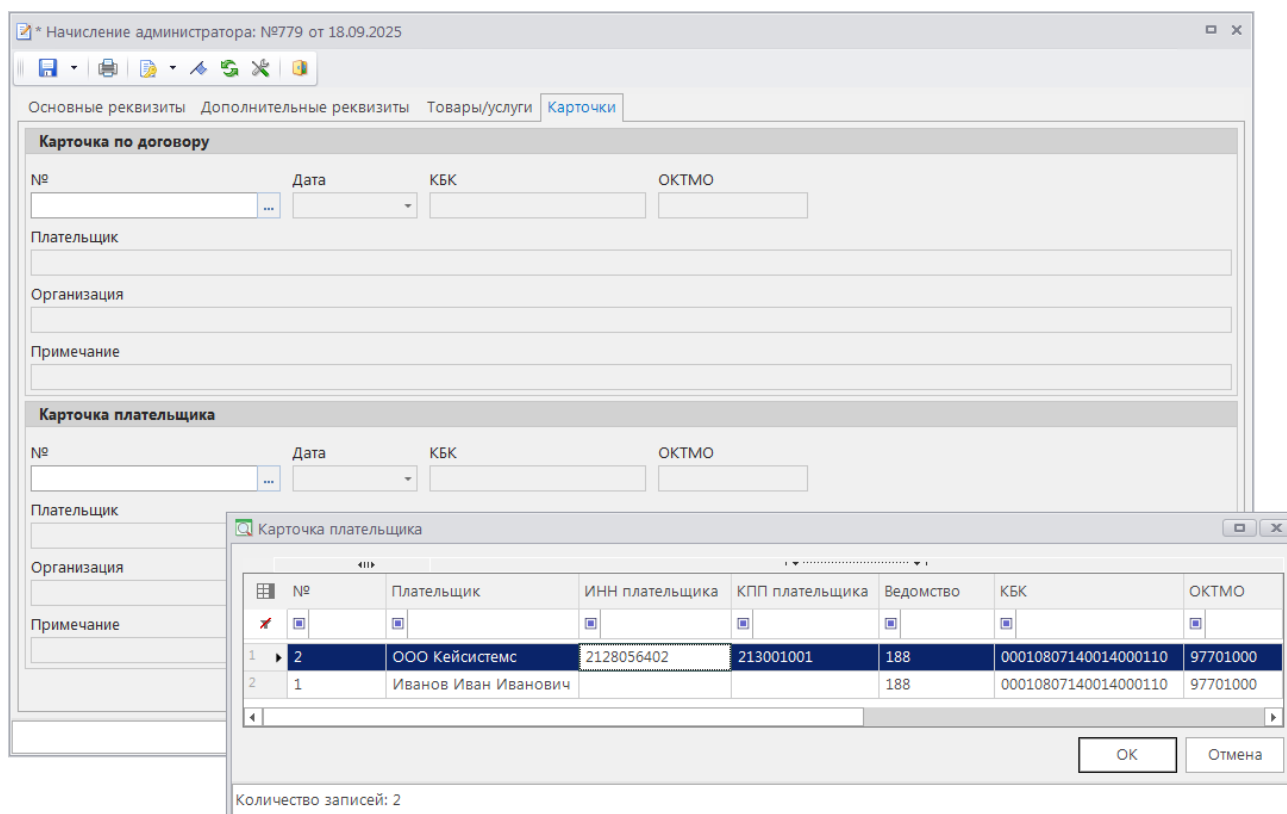 * Начисление администратора: №779 от 18.09.2025
Основные реквизиты Дополнительные реквизиты Товары/услуги Карточки
Карточка по договору
№ Дата КБК ОКТМО
...
Плательщик
Организация
Примечание
Карточка плательщика
№ Дата КБК ОКТМО
...
Плательщик
Организация
Примечание
Карточка плательщика
№ Плательщик ИНН плательщика КПП плательщика Ведомство КБК ОКТМО
1 2 ООО Кейсистемс 2128056402 213001001 188 00010807140014000110 97701000
2 1 Иванов Иван Иванович 188 00010807140014000110 97701000
ОК Отмена
Количество записей: 2